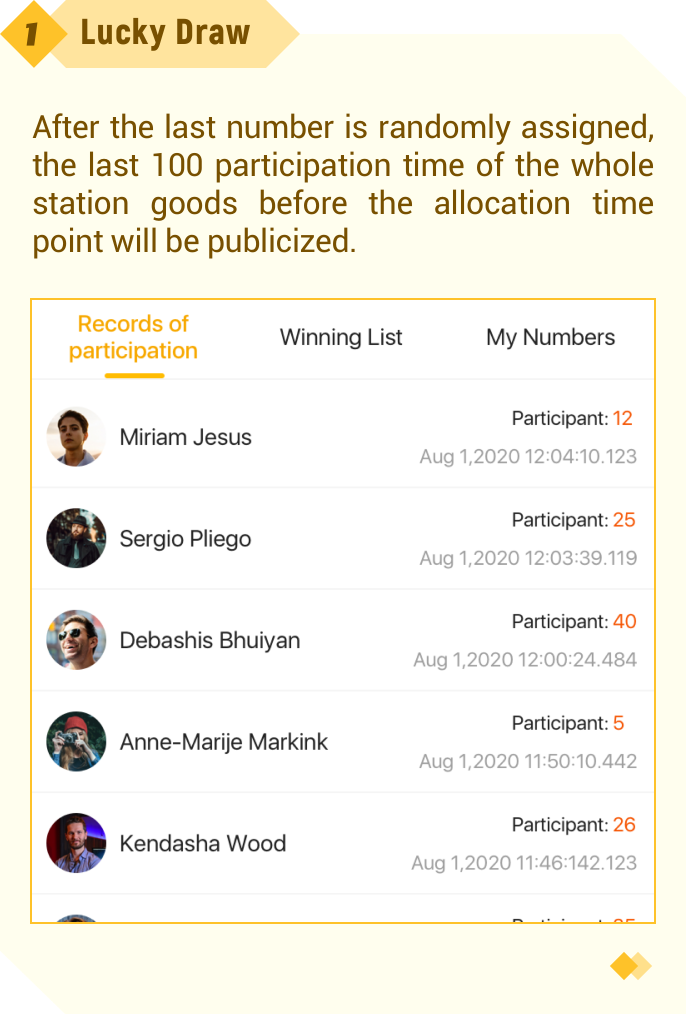 1 Lucky Draw
After the last number is randomly assigned,
the last 100 participation time of the whole
station goods before the allocation time
point will be publicized.
Records of
participation
Winning List
My Numbers
Participant: 12
Miriam Jesus
Aug 1,2020 12:04:10.123
Participant: 25
Sergio Pliego
Aug 1,2020 12:03:39.119
Participant: 40
Debashis Bhuiyan
Aug 1,2020 12:00:24.484
Participant: 5
Anne-Marije Markink
Aug 1,2020 11:50:10.442
Participant: 26
Kendasha Wood
Aug 1,2020 11:46:142.123